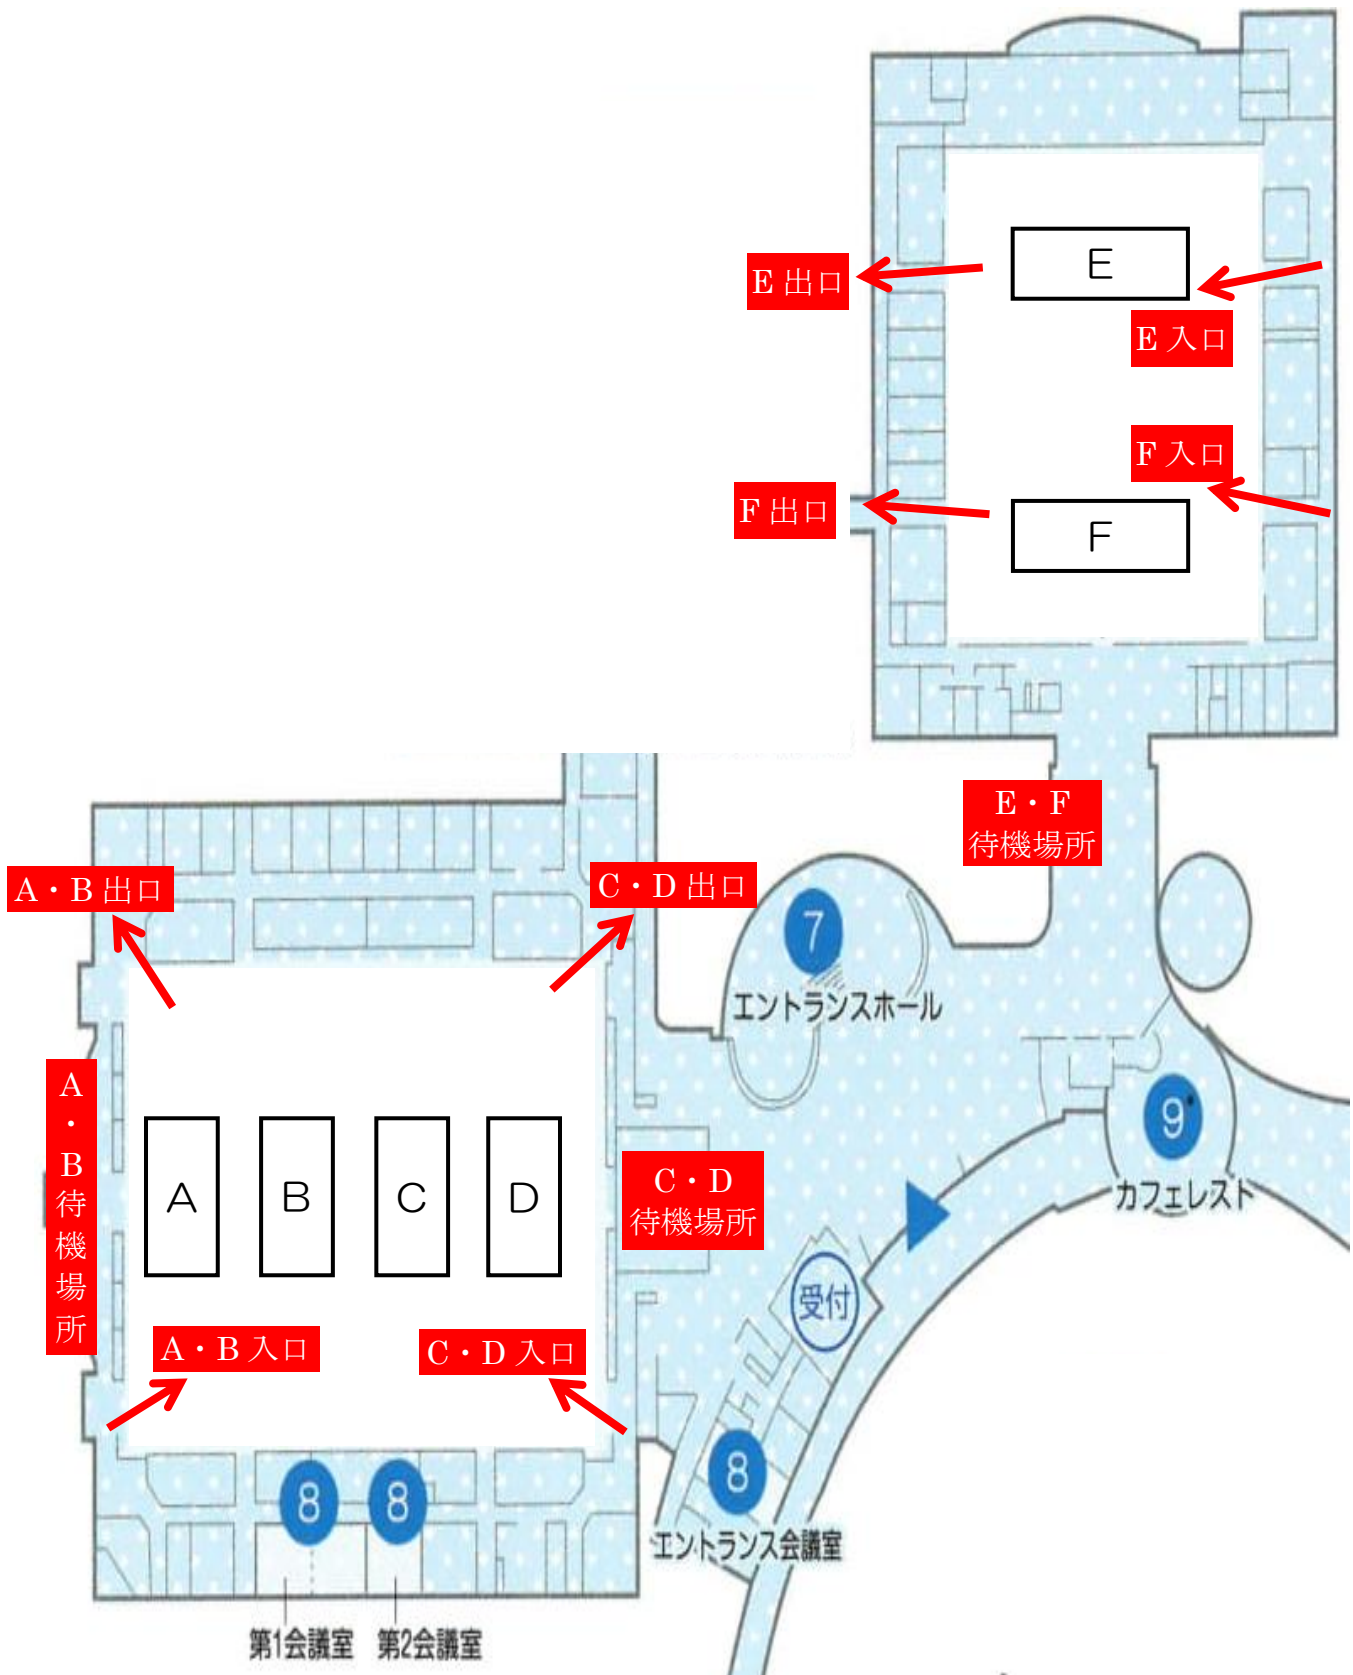 E
E 出口
E 入口
F 入口
F 出口
F
E・F
待機場所
A・B 出口
C・D 出口
7
エントランスホール
A・B待機場所
A
B
C
D
C・D
待機場所
9
カフェレスト
受付
A・B 入口
C・D 入口
8
8
8
エントランス会議室
第1会議室
第2会議室